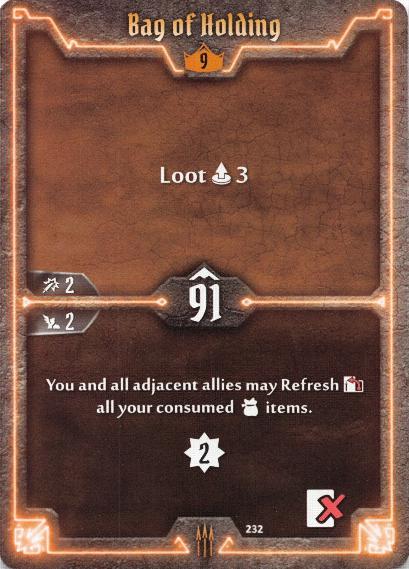 Bag of Holding
9
Loot 3
2
91
2
You and all adjacent allies may Refresh
all your consumed items.
2
232